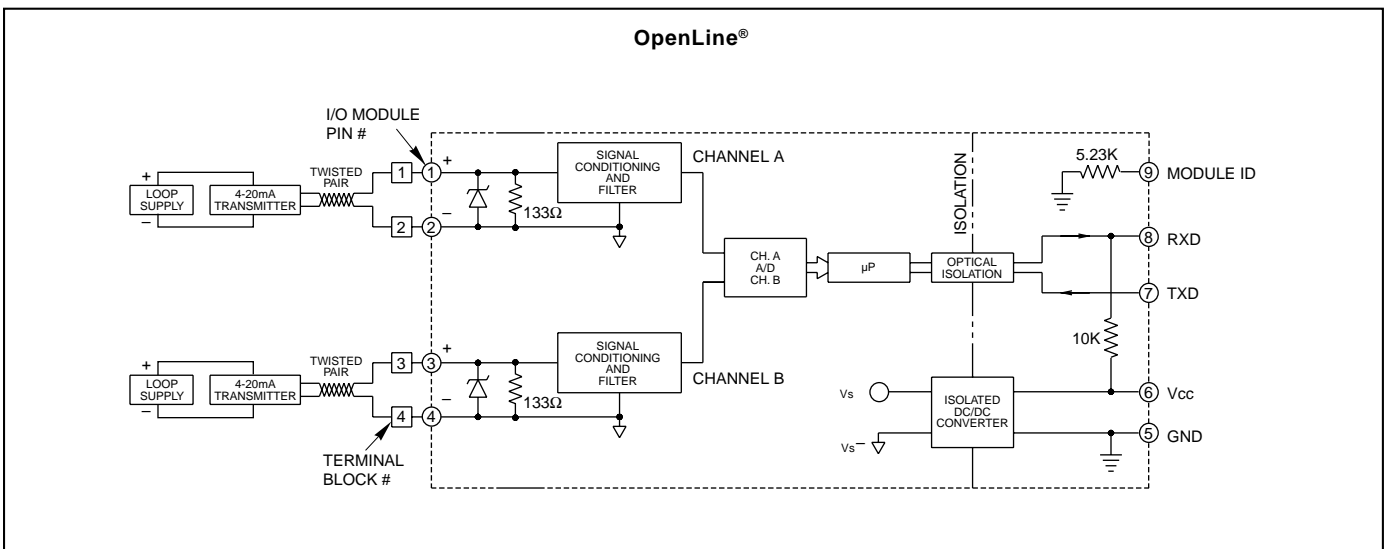 OpenLine®
I/O MODULE
PIN #
TWISTED
PAIR
+
LOOP
SUPPLY
–
4-20mA
TRANSMITTER
1
1
+
2
2
–
133Ω
SIGNAL
CONDITIONING
AND
FILTER
CHANNEL A
CH. A
A/D
CH. B
µP
ISOLATION
OPTICAL
ISOLATION
5.23K
9
MODULE ID
8
RXD
7
TXD
10K
TWISTED
PAIR
+
LOOP
SUPPLY
–
4-20mA
TRANSMITTER
3
3
+
4
4
–
133Ω
SIGNAL
CONDITIONING
AND
FILTER
CHANNEL B
Vs
Vs–
ISOLATED
DC/DC
CONVERTER
6
Vcc
5
GND
TERMINAL
BLOCK #